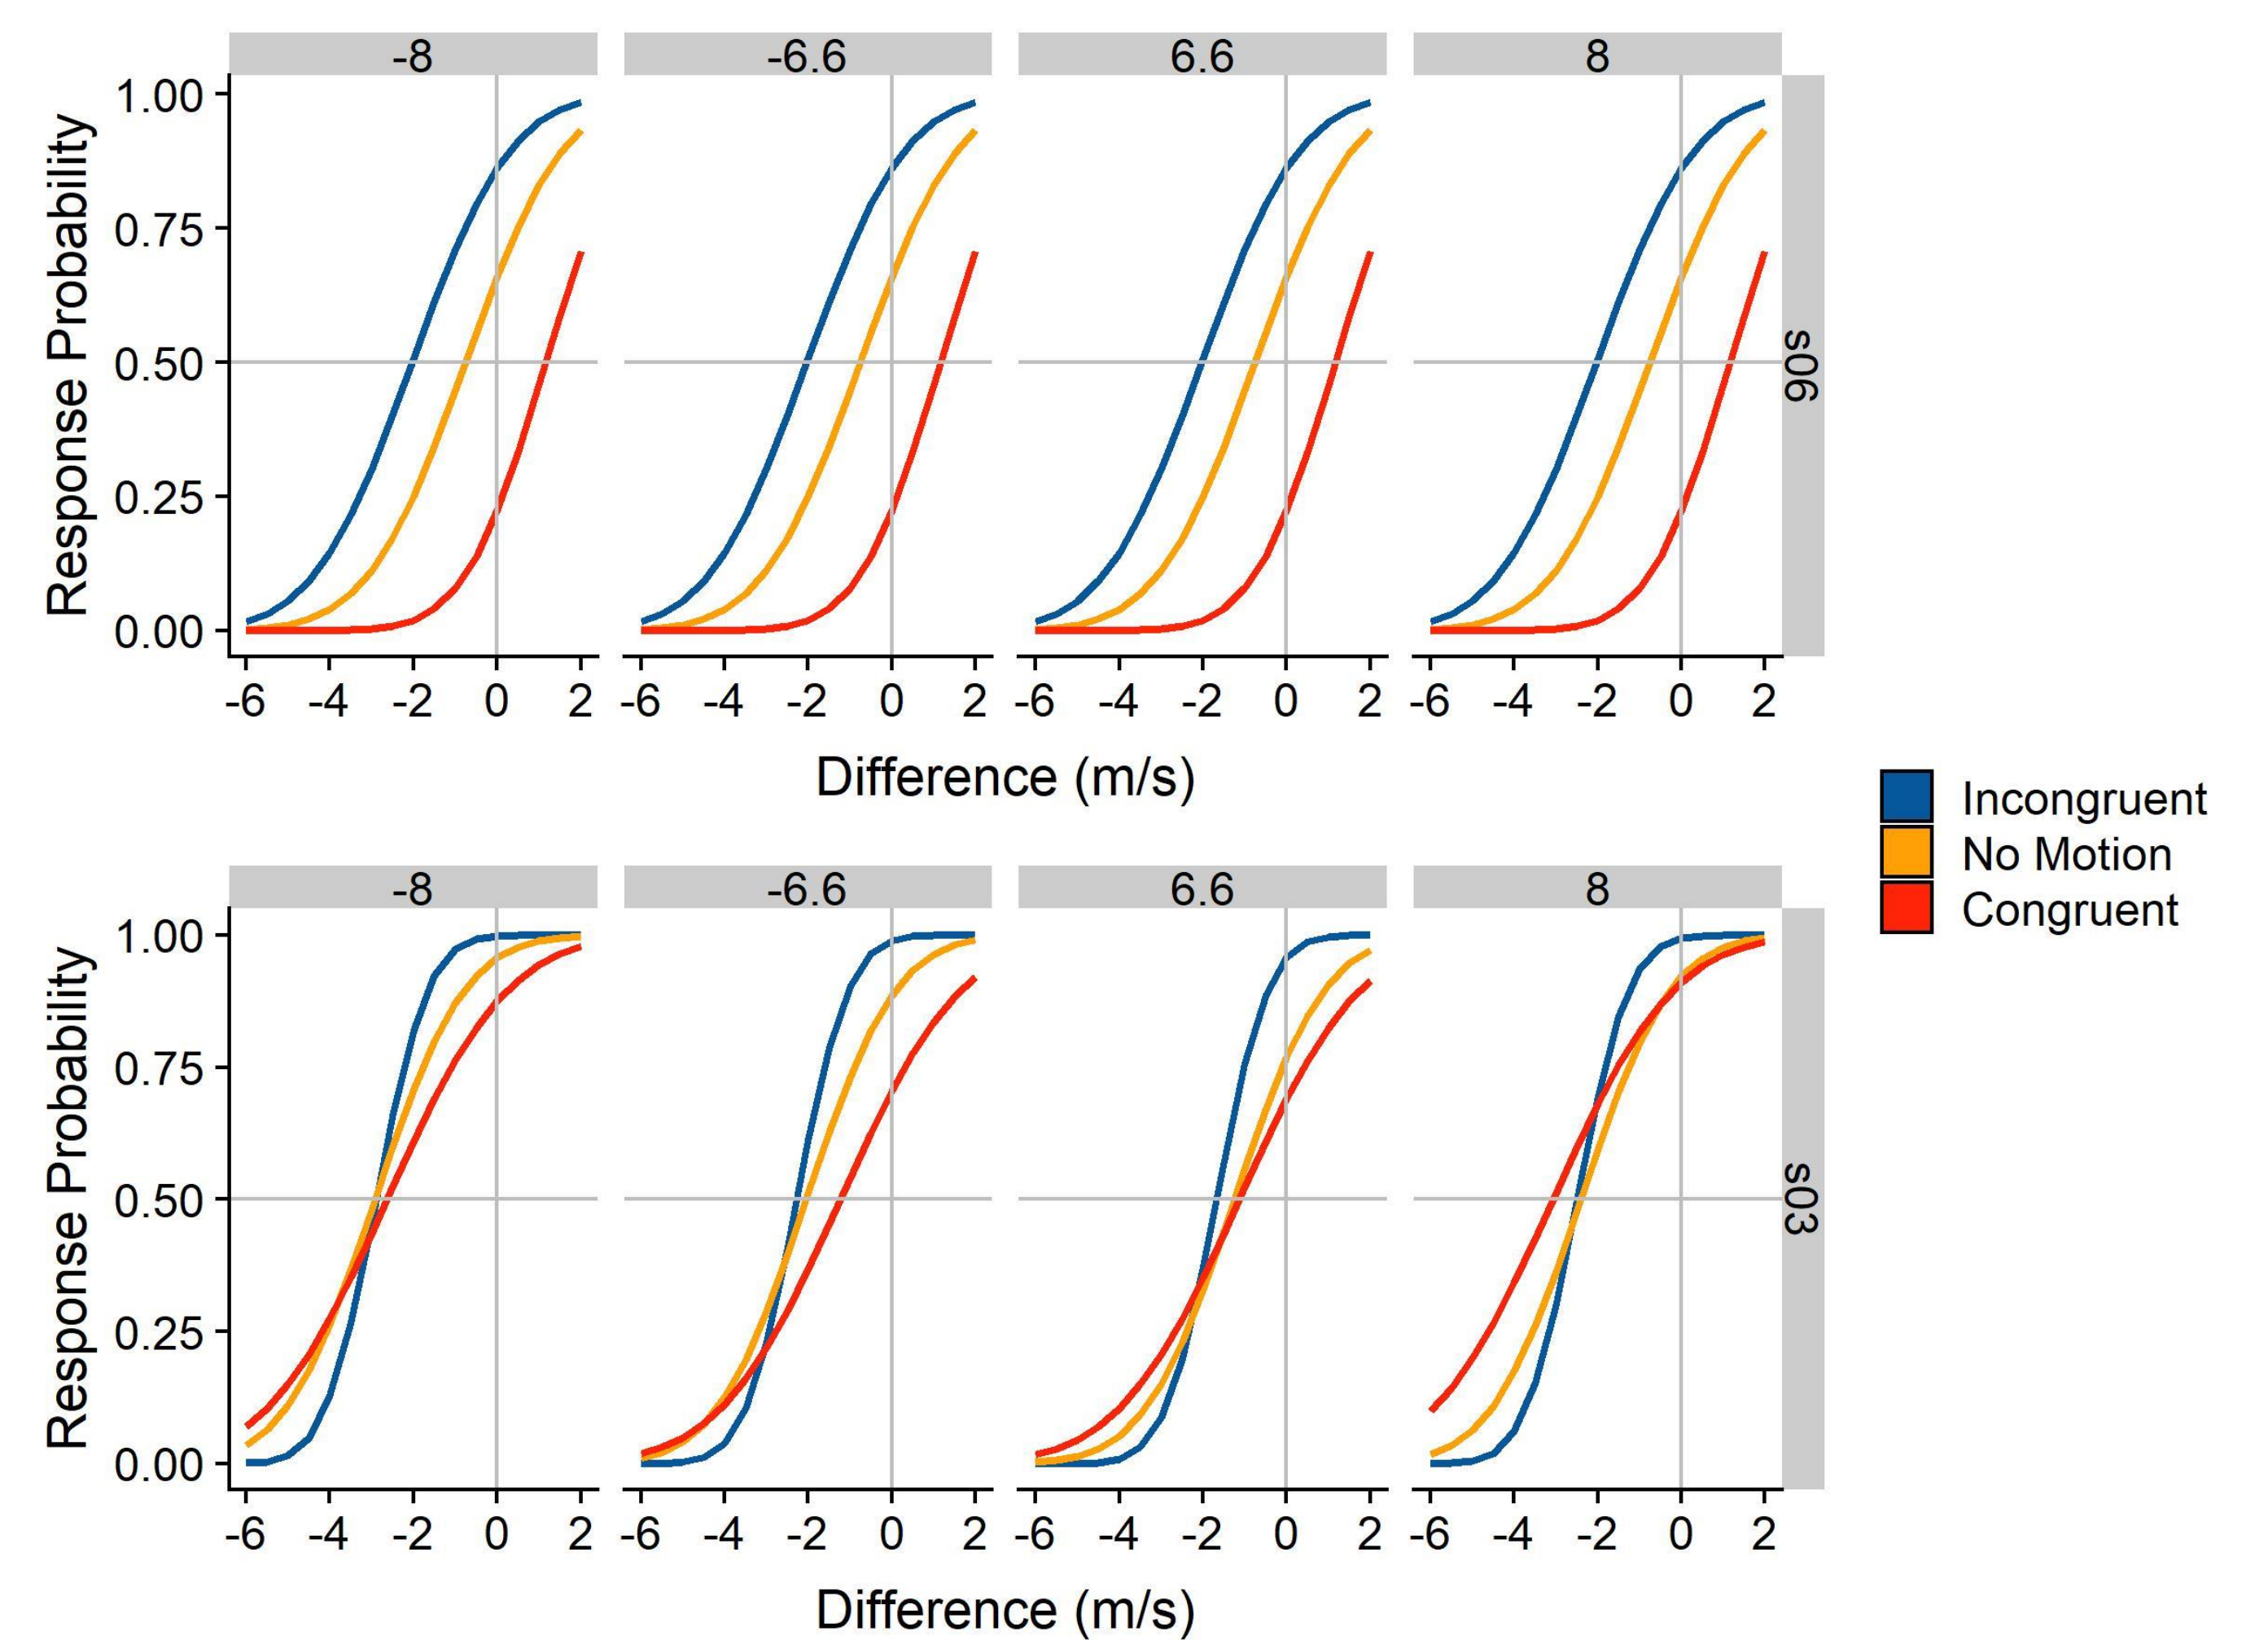 -8 -6.6 6.6 8
Response Probability
1.00
0.75
0.50
0.25
0.00
s06
-6 -4 -2 0 2 -6 -4 -2 0 2 -6 -4 -2 0 2 -6 -4 -2 0 2
Difference (m/s)
Incongruent
No Motion
Congruent
-8 -6.6 6.6 8
Response Probability
1.00
0.75
0.50
0.25
0.00
s03
-6 -4 -2 0 2 -6 -4 -2 0 2 -6 -4 -2 0 2 -6 -4 -2 0 2
Difference (m/s)